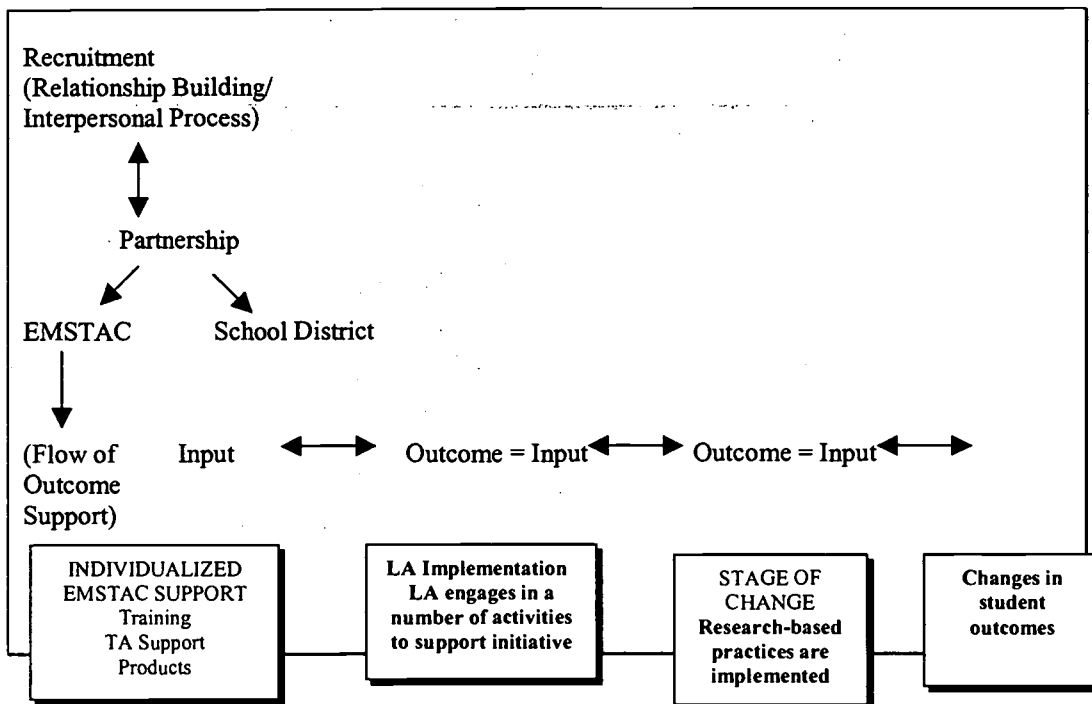 Recruitment
(Relationship Building/
Interpersonal Process)
Partnership
EMSTAC School District
(Flow of Input Outcome = Input Outcome = Input
Outcome
Support)
INDIVIDUALIZED
EMSTAC SUPPORT
Training
TA Support
Products
LA Implementation
LA engages in a
number of activities
to support initiative
STAGE OF
CHANGE
Research-based
practices are
implemented
Changes in
student
outcomes